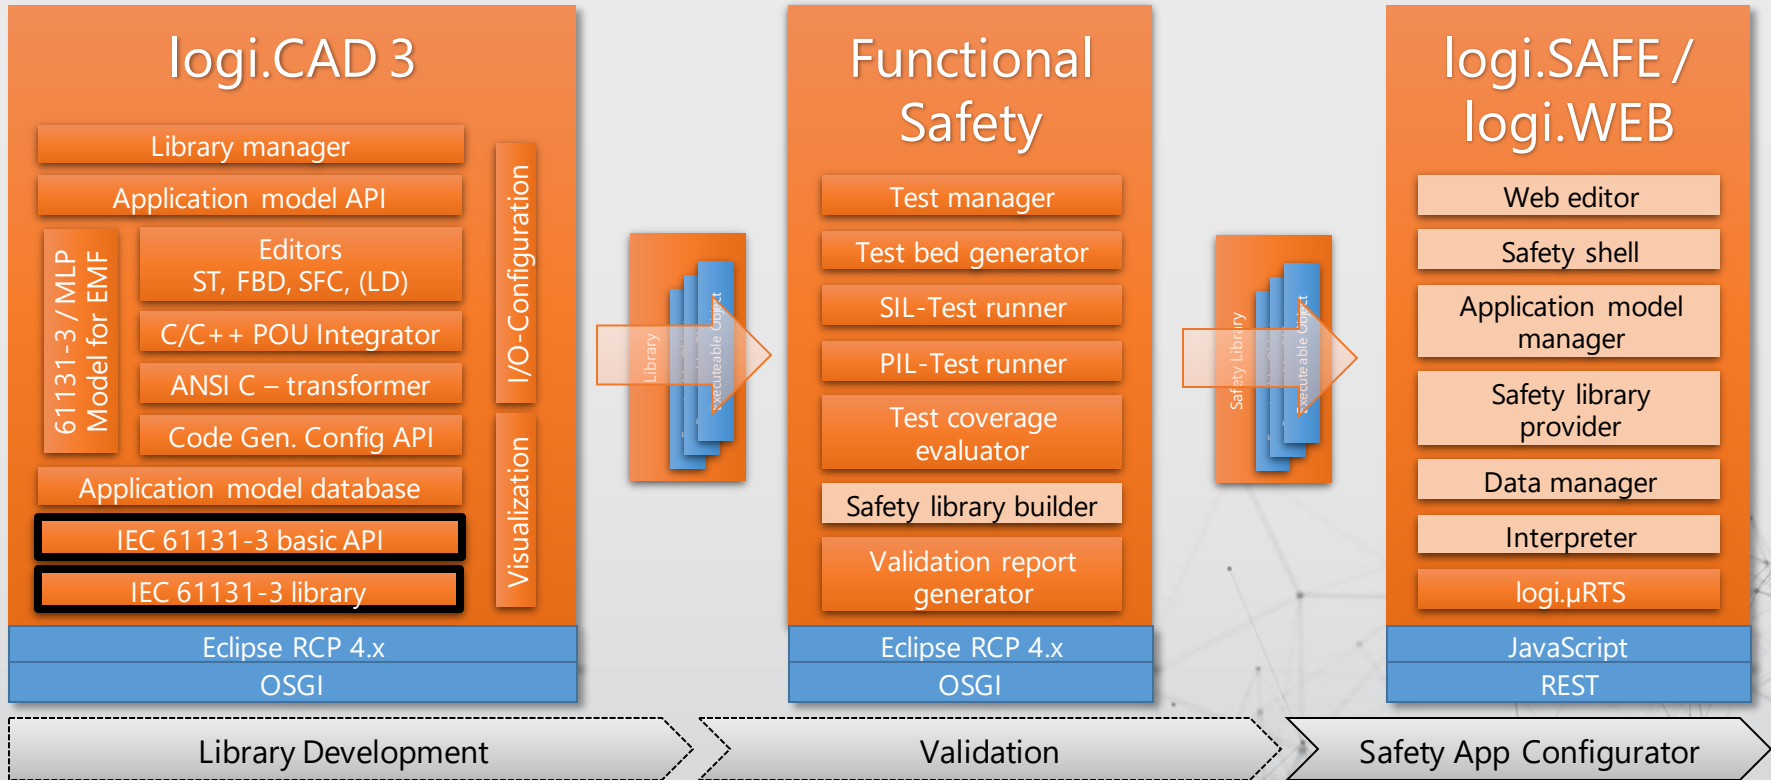 logi.CAD 3
Library manager
Application model API
61131-3 / MLP
Model for EMF
Editors
ST, FBD, SFC, (LD)
C/C++ POU Integrator
ANSI C – transformer
Code Gen. Config API
Application model database
IEC 61131-3 basic API
IEC 61131-3 library
I/O-Configuration
Visualization
Eclipse RCP 4.x
OSGI
Library
Executeable Object
Functional
Safety
Test manager
Test bed generator
SIL-Test runner
PIL-Test runner
Test coverage
evaluator
Safety library builder
Validation report
generator
Eclipse RCP 4.x
OSGI
Safety Library
Executeable Object
logi.SAFE /
logi.WEB
Web editor
Safety shell
Application model
manager
Safety library
provider
Data manager
Interpreter
logi.µRTS
JavaScript
REST
Library Development
Validation
Safety App Configurator